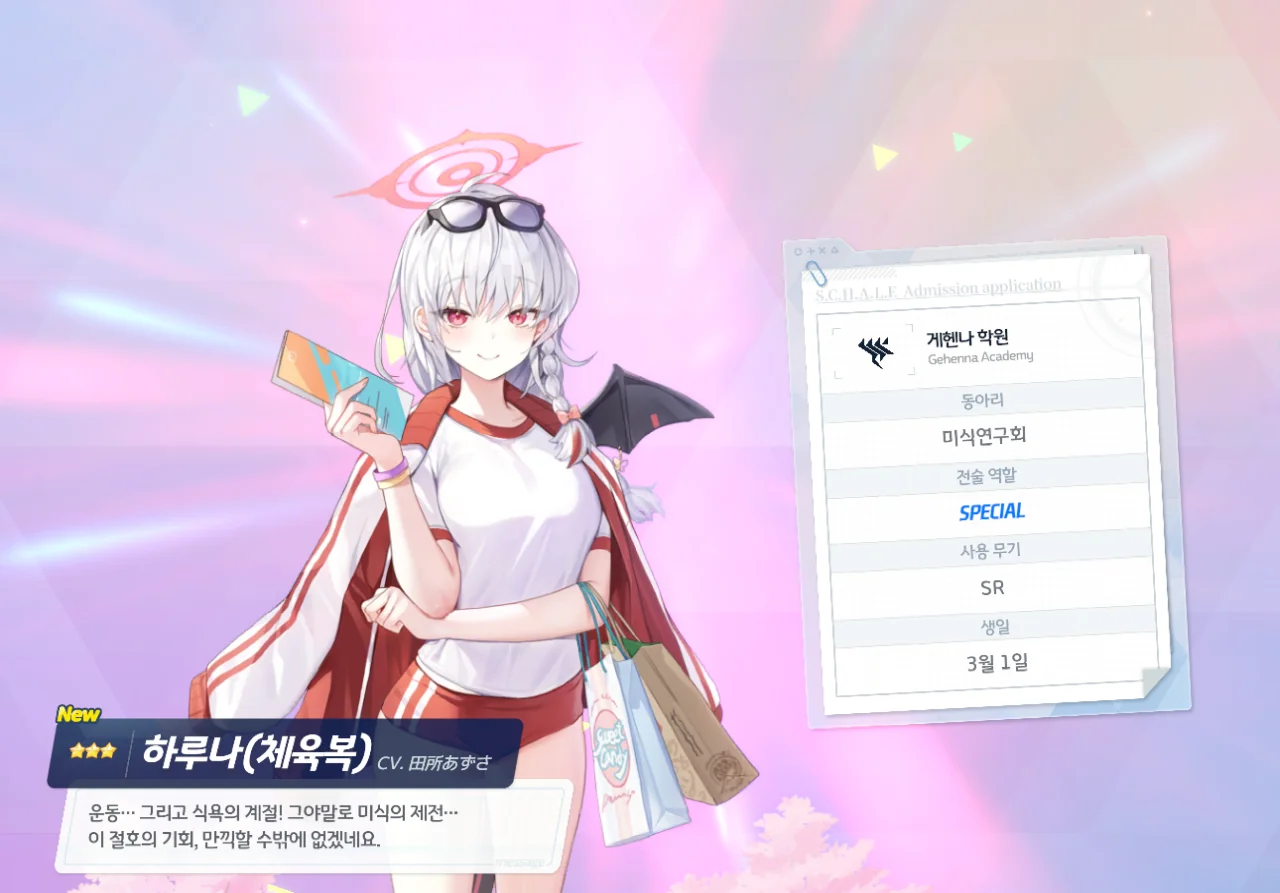 S.C.H.A.L.E. Admission application
게헨나 학원
Gehenna Academy
동아리
미식연구회
전술 역할
SPECIAL
사용 무기
SR
생일
3월 1일
Sweet Candy
New
하루나(체육복) CV. 田所あずさ
운동… 그리고 식욕의 계절! 그야말로 미식의 제전…
이 절호의 기회, 만끽할 수밖에 없겠네요.
message